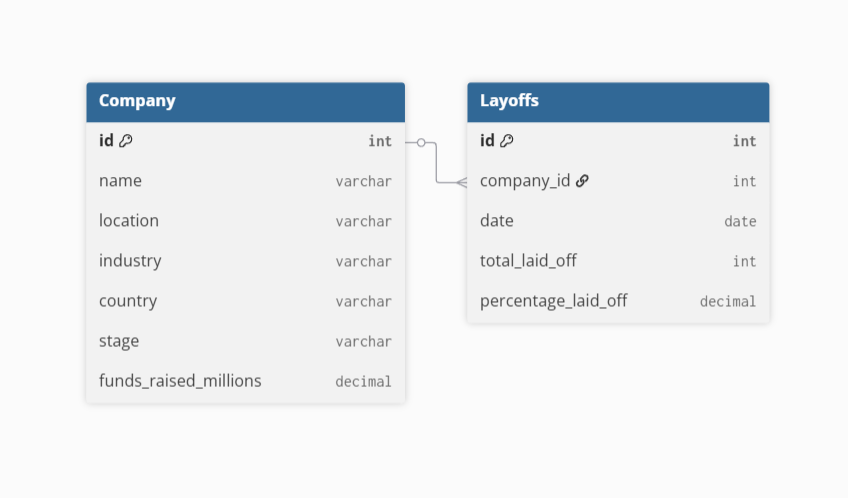 Company
id int
name varchar
location varchar
industry varchar
country varchar
stage varchar
funds_raised_millions decimal
Layoffs
id int
company_id int
date date
total_laid_off int
percentage_laid_off decimal